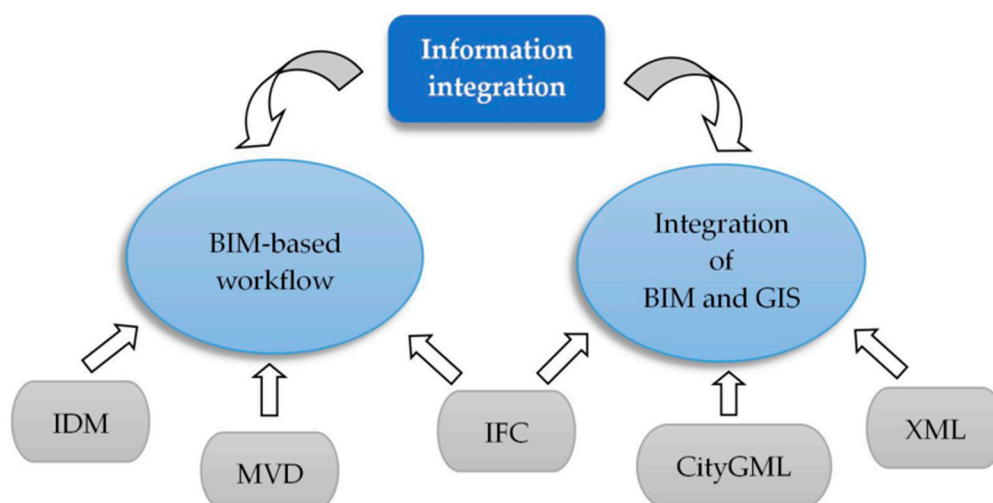 Information
integration
BIM-based
workflow
Integration
of
BIM and GIS
IDM
MVD
IFC
CityGML
XML